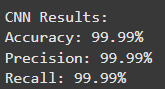 CNN Results:
Accuracy: 99.99%
Precision: 99.99%
Recall: 99.99%